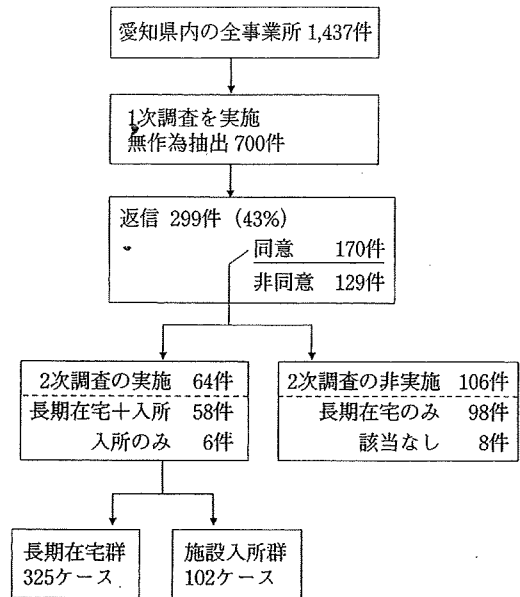 愛知県内の全事業所 1,437件
1次調査を実施
無作為抽出 700件
返信 299件（43%）
同意 170件
非同意 129件
2次調査の実施 64件
長期在宅＋入所 58件
入所のみ 6件
2次調査の非実施 106件
長期在宅のみ 98件
該当なし 8件
長期在宅群
325ケース
施設入所群
102ケース